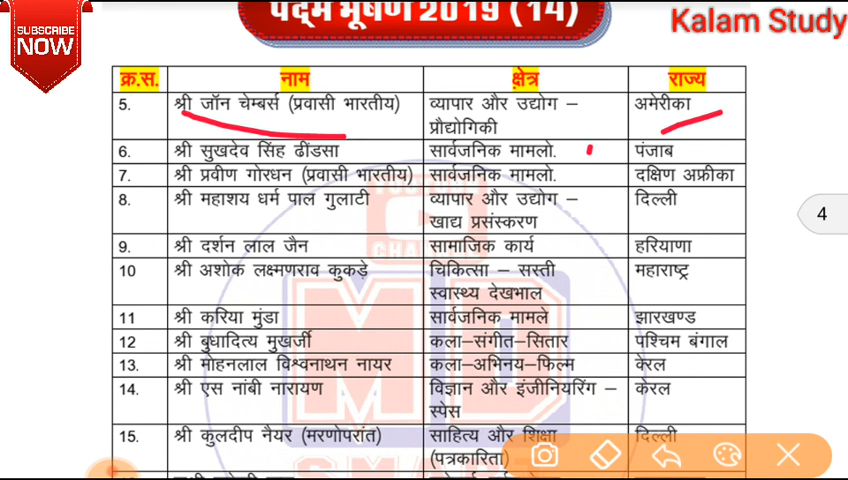 पद्म भूषण 2019 (14)
Kalam Study
SUBSCRIBE
NOW
क्र.स. नाम क्षेत्र राज्य
5. श्री जॉन चेम्बर्स (प्रवासी भारतीय) व्यापार और उद्योग – अमेरीका
प्रौद्योगिकी
6. श्री सुखदेव सिंह ढींडसा सार्वजनिक मामलो. पंजाब
7. श्री प्रवीण गोरधन (प्रवासी भारतीय) सार्वजनिक मामलो. दक्षिण अफ्रीका
8. श्री महाशय धर्म पाल गुलाटी व्यापार और उद्योग – दिल्ली
खाद्य प्रसंस्करण
9. श्री दर्शन लाल जैन सामाजिक कार्य हरियाणा
10 श्री अशोक लक्ष्मणराव कुकड़े चिकित्सा – सस्ती महाराष्ट्र
स्वास्थ्य देखभाल
11 श्री करिया मुंडा सार्वजनिक मामले झारखण्ड
12 श्री बुधादित्य मुखर्जी कला–संगीत–सितार पश्चिम बंगाल
13. श्री मोहनलाल विश्वनाथन नायर कला–अभिनय–फिल्म केरल
14. श्री एस नांबी नारायण विज्ञान और इंजीनियरिंग – केरल
स्पेस
15. श्री कुलदीप नैयर (मरणोपरांत) साहित्य और शिक्षा दिल्ली
(पत्रकारिता)
4